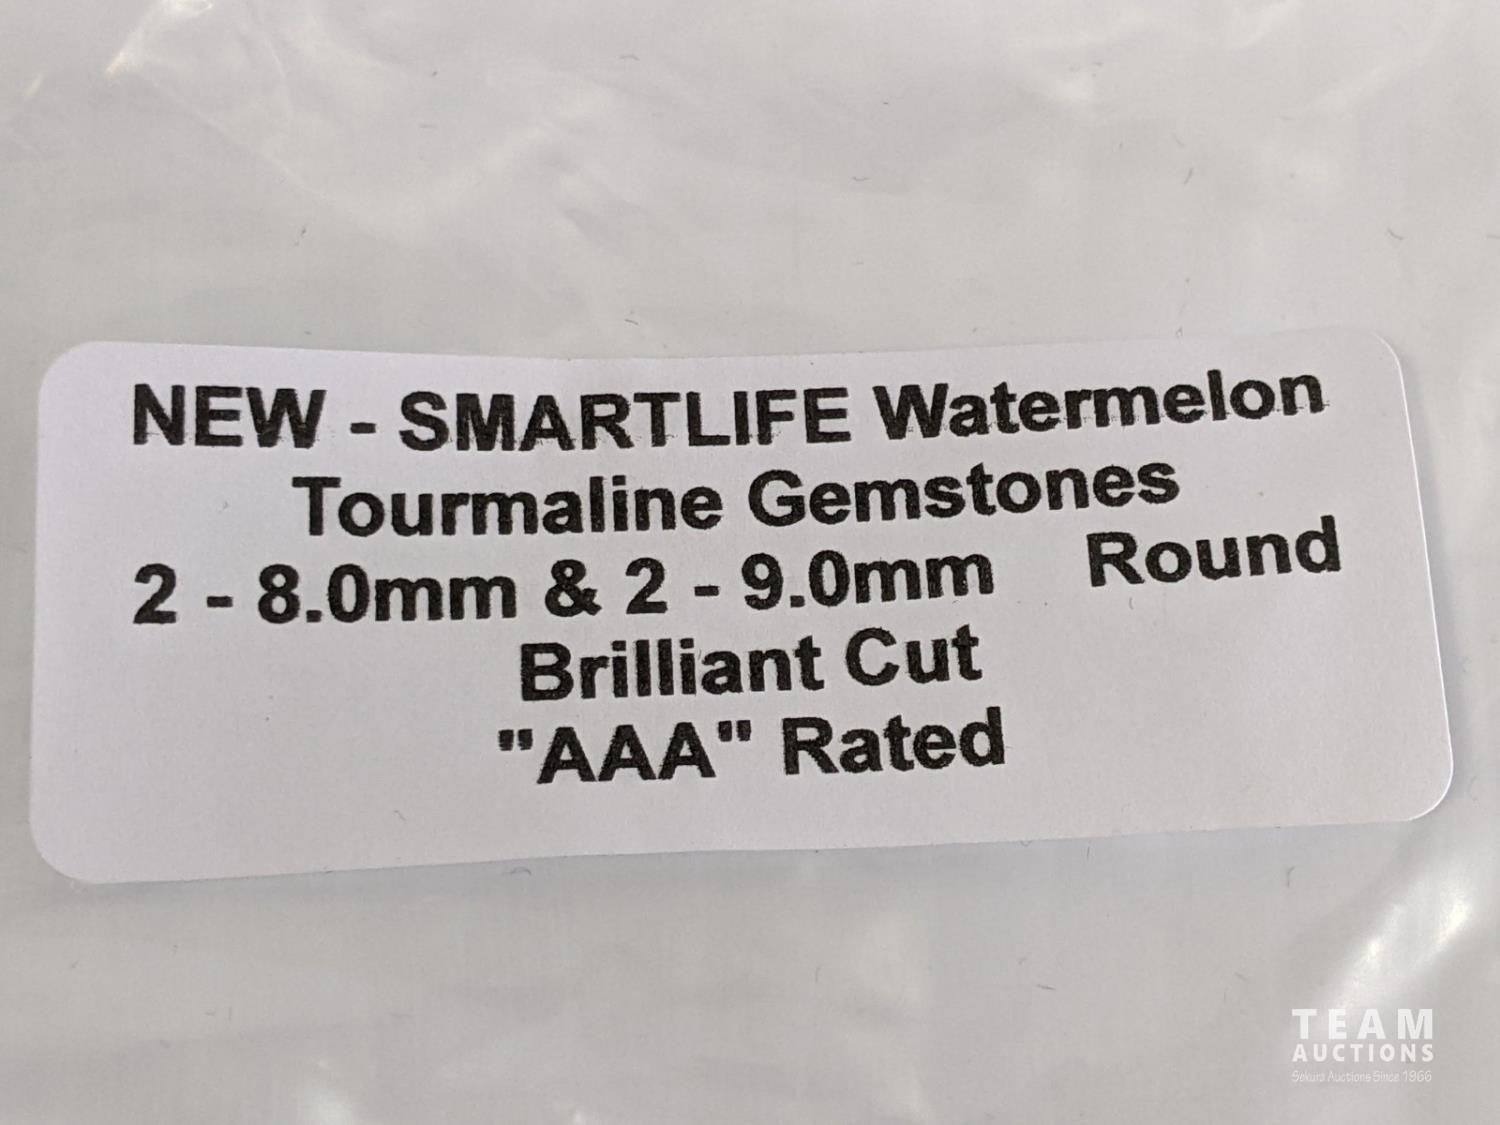 NEW - SMARTLIFE Watermelon
Tourmaline Gemstones
2 - 8.0mm & 2 - 9.0mm Round
Brilliant Cut
"AAA" Rated
TEAM
AUCTIONS
Sekura Auctions Since 1966